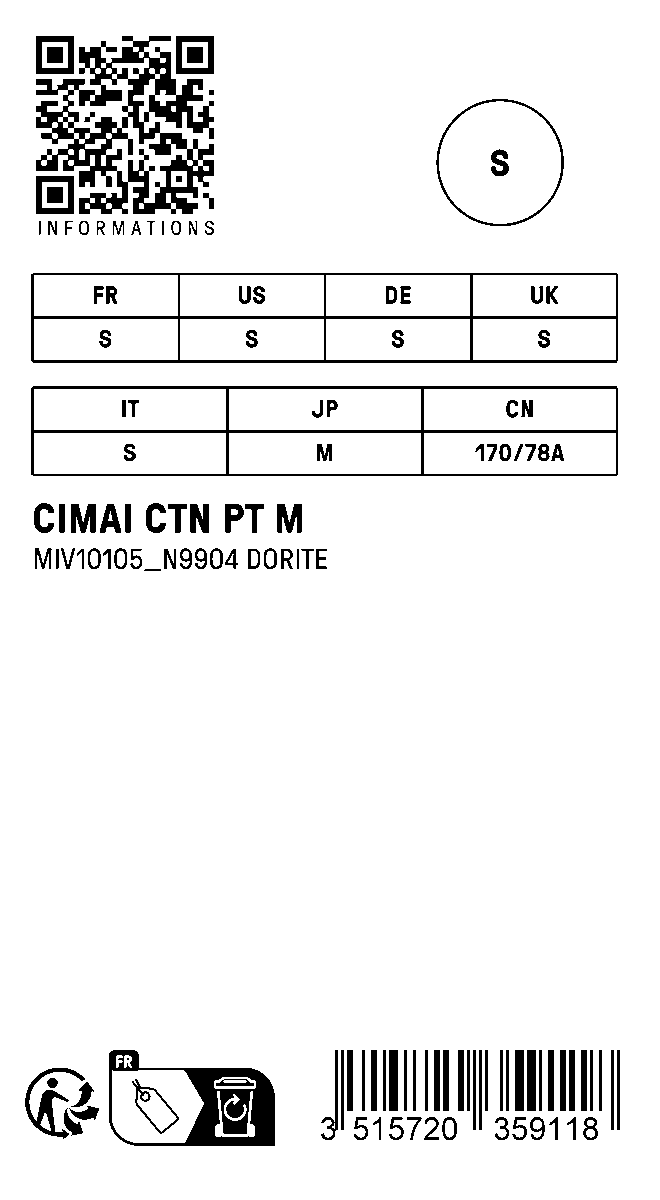 INFORMATIONS
S
FR US DE UK
S S S S
IT JP CN
S M 170/78A
CIMAI CTN PT M
MIV10105_N9904 DORITE
FR
3 515720 359118